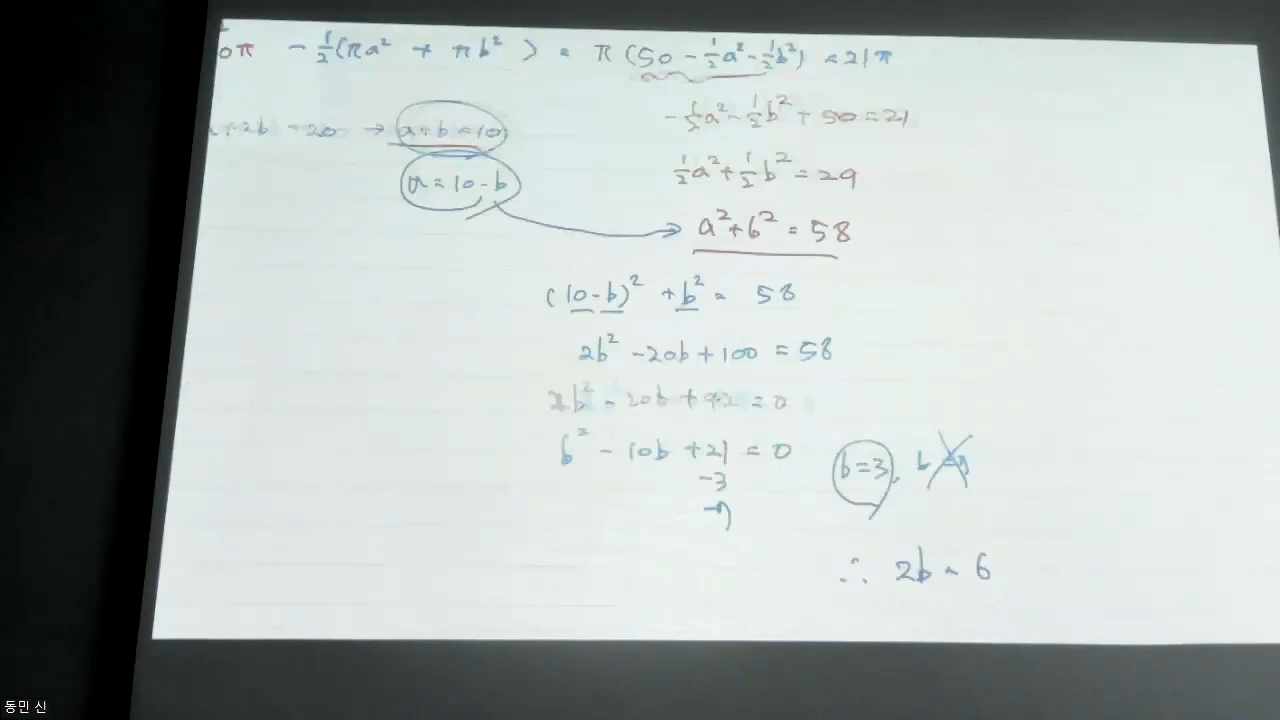 0π - 1/2(πa² + πb²) = π(50 - 1/2a² - 1/2b²) = 21π
-1/2a² - 1/2b² + 50 = 21
+ 2b = 20 → a+b=10
1/2a² + 1/2b² = 29
a = 10-b
a²+b² = 58
(10-b)² + b² = 58
2b² - 20b + 100 = 58
2b² - 20b + 42 = 0
b² - 10b + 21 = 0
b=3, b=7
-3
-7
∴ 2b = 6
동민 신